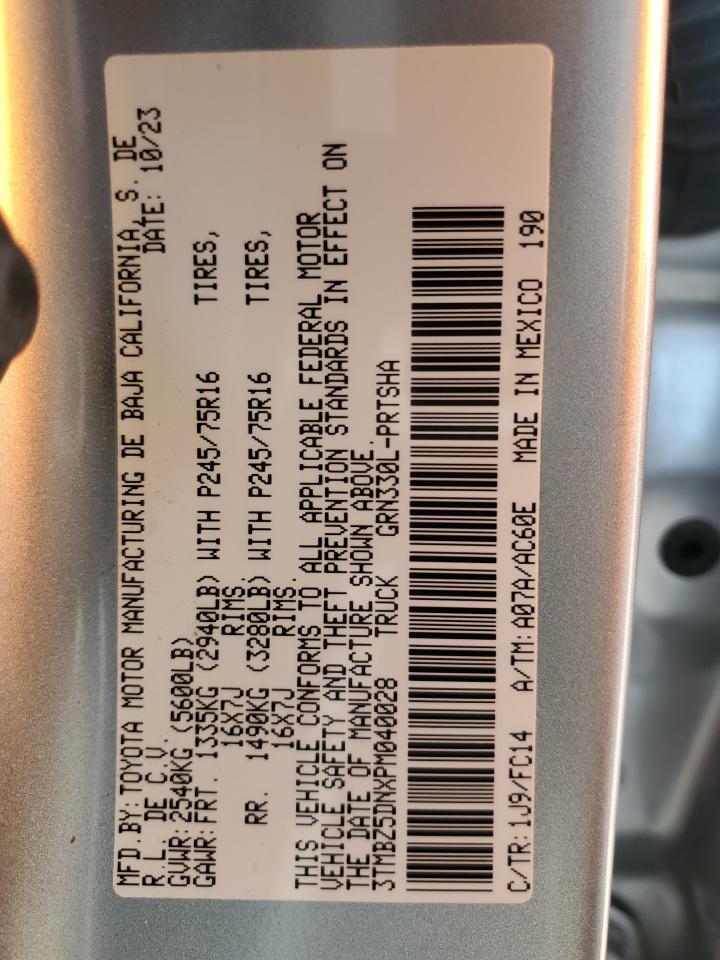 MFD.BY:TOYOTA MOTOR MANUFACTURING DE BAJA CALIFORNIA, S. DE
R.L. DE C.V. DATE: 10/23
GVWR:2540KG (5600LB)
GAWR:FRT. 1335KG (2940LB) WITH P245/75R16 TIRES,
16X7J RIMS.
RR. 1490KG (3280LB) WITH P245/75R16 TIRES,
16X7J RIMS.
THIS VEHICLE CONFORMS TO ALL APPLICABLE FEDERAL MOTOR
VEHICLE SAFETY AND THEFT PREVENTION STANDARDS IN EFFECT ON
THE DATE OF MANUFACTURE SHOWN ABOVE.
3TMBZ5DNXPM040028 TRUCK GRN330L-PRTSHA
C/TR:1J9/FC14 A/TM:A07A/AC60E MADE IN MEXICO 190